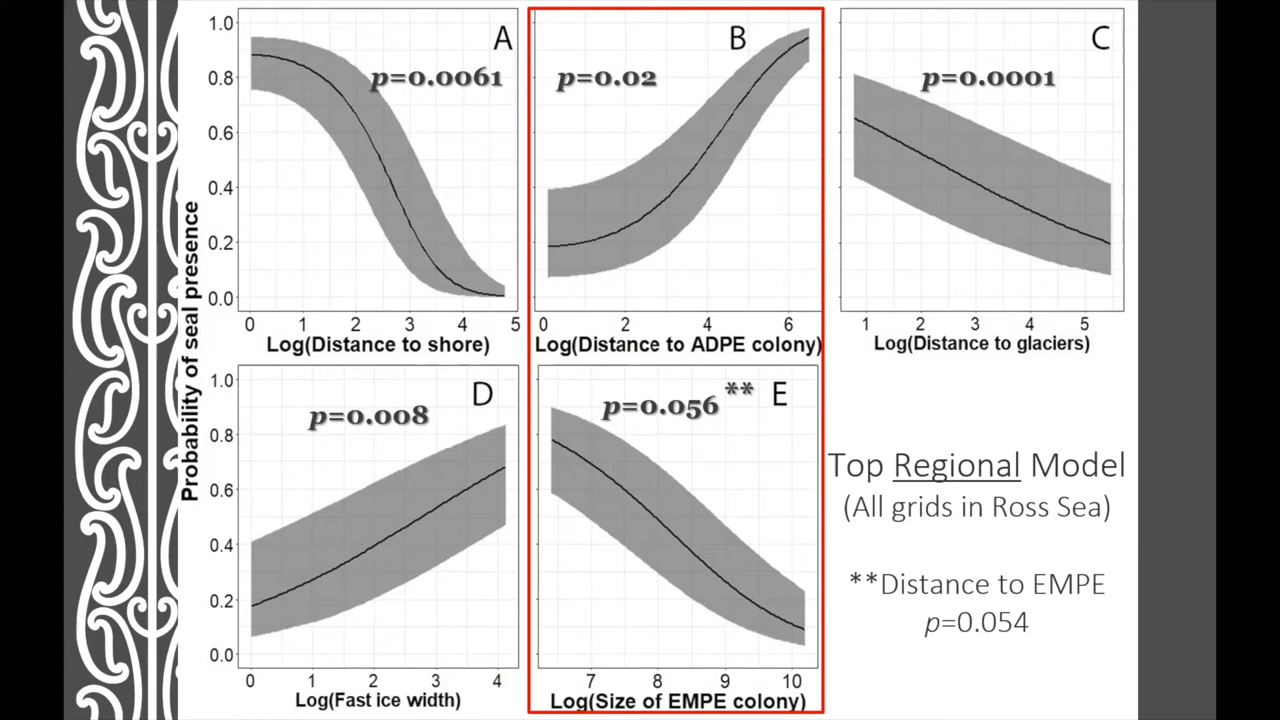 Probability of seal presence
1.0
0.8
0.6
0.4
0.2
0.0
A
p=0.0061
0 1 2 3 4 5
Log(Distance to shore)
B
p=0.02
0 2 4 6
Log(Distance to ADPE colony)
C
p=0.0001
1 2 3 4 5
Log(Distance to glaciers)
1.0
0.8
0.6
0.4
0.2
0.0
D
p=0.008
0 1 2 3 4
Log(Fast ice width)
E
p=0.056 **
7 8 9 10
Log(Size of EMPE colony)
Top Regional Model
(All grids in Ross Sea)
**Distance to EMPE
p=0.054